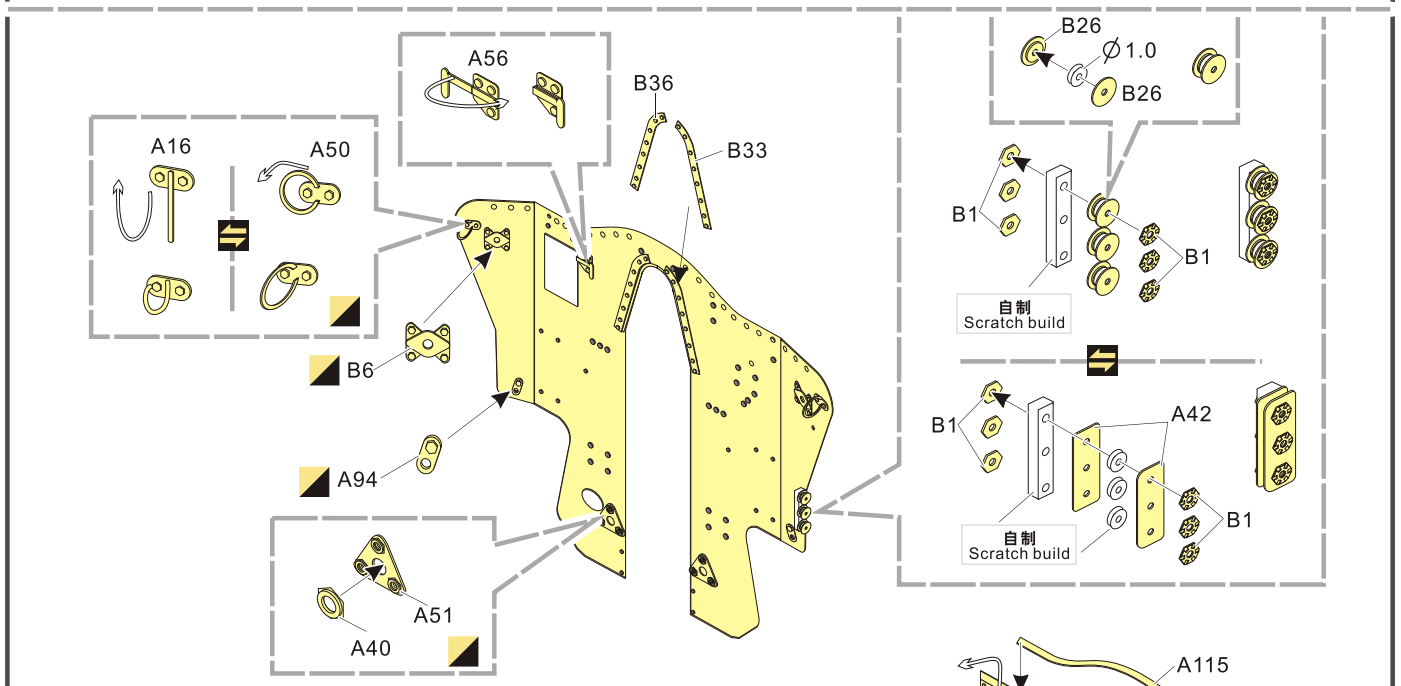 A56
B36
B33
A16
A50
B6
A94
A51
A40
B26
Ø1.0
B26
B1
B1
自制
Scratch build
B1
A42
B1
自制
Scratch build
A115